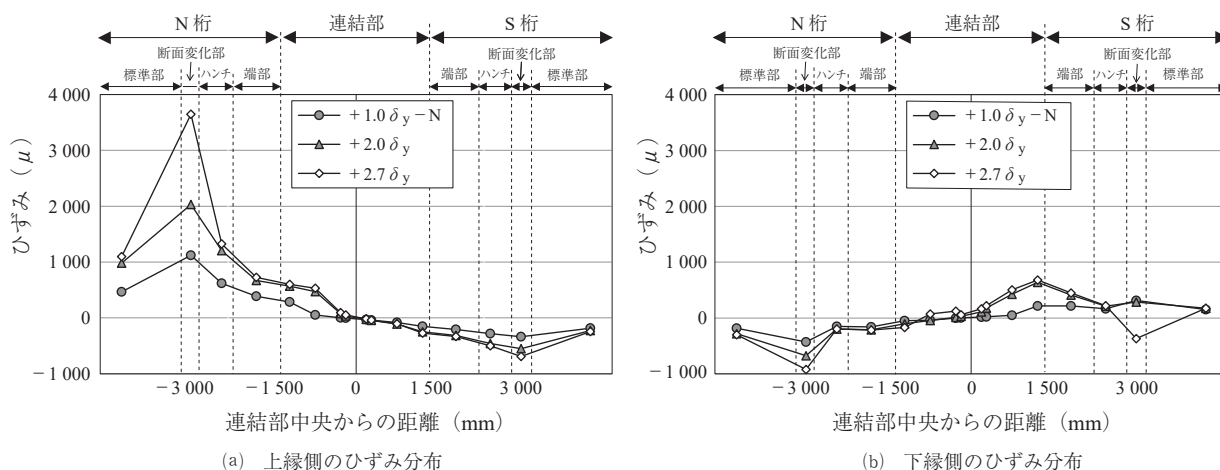 N 桁 連結部 S 桁
断面変化部 断面変化部
標準部 ハンチ 端部 端部 ハンチ 標準部
4 000
3 000
2 000
1 000
0
−1 000
ひずみ (μ)
+1.0 δy−N
+2.0 δy
+2.7 δy
−3 000 −1 500 0 1 500 3 000
連結部中央からの距離 (mm)
(a) 上縁側のひずみ分布
N 桁 連結部 S 桁
断面変化部 断面変化部
標準部 ハンチ 端部 端部 ハンチ 標準部
4 000
3 000
2 000
1 000
0
−1 000
ひずみ (μ)
+1.0 δy−N
+2.0 δy
+2.7 δy
−3 000 −1 500 0 1 500 3 000
連結部中央からの距離 (mm)
(b) 下縁側のひずみ分布